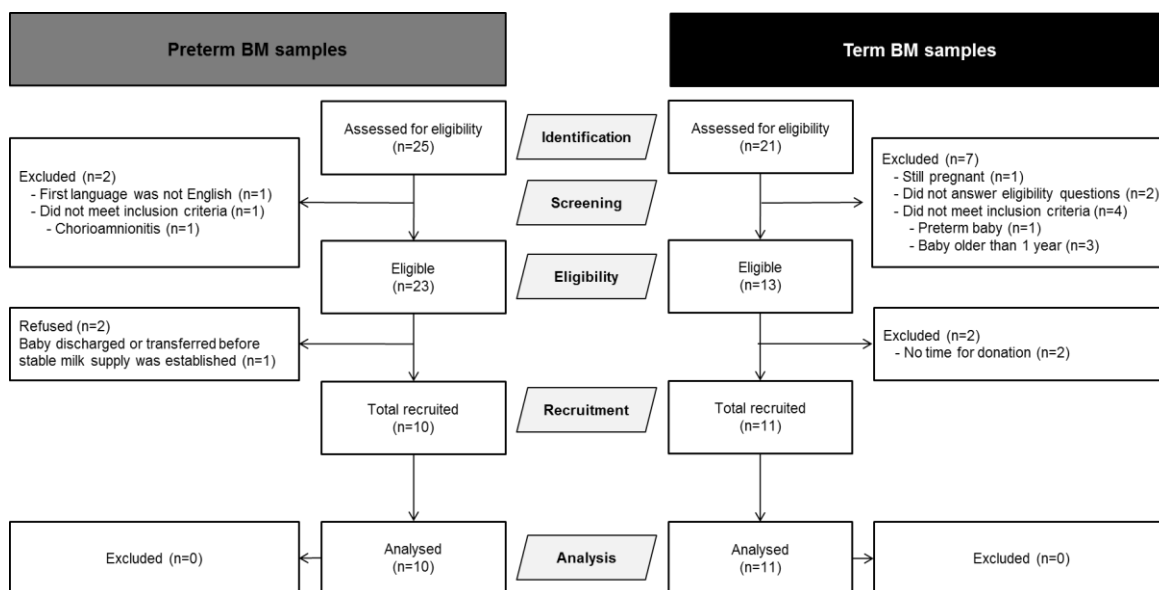 Preterm BM samples
Term BM samples
Assessed for eligibility
(n=25)
Identification
Assessed for eligibility
(n=21)
Excluded (n=2)
- First language was not English (n=1)
- Did not meet inclusion criteria (n=1)
- Chorioamnionitis (n=1)
Screening
Excluded (n=7)
- Still pregnant (n=1)
- Did not answer eligibility questions (n=2)
- Did not meet inclusion criteria (n=4)
- Preterm baby (n=1)
- Baby older than 1 year (n=3)
Eligible
(n=23)
Eligibility
Eligible
(n=13)
Refused (n=2)
Baby discharged or transferred before
stable milk supply was established (n=1)
Excluded (n=2)
- No time for donation (n=2)
Total recruited
(n=10)
Recruitment
Total recruited
(n=11)
Excluded (n=0)
Analysed
(n=10)
Analysis
Analysed
(n=11)
Excluded (n=0)